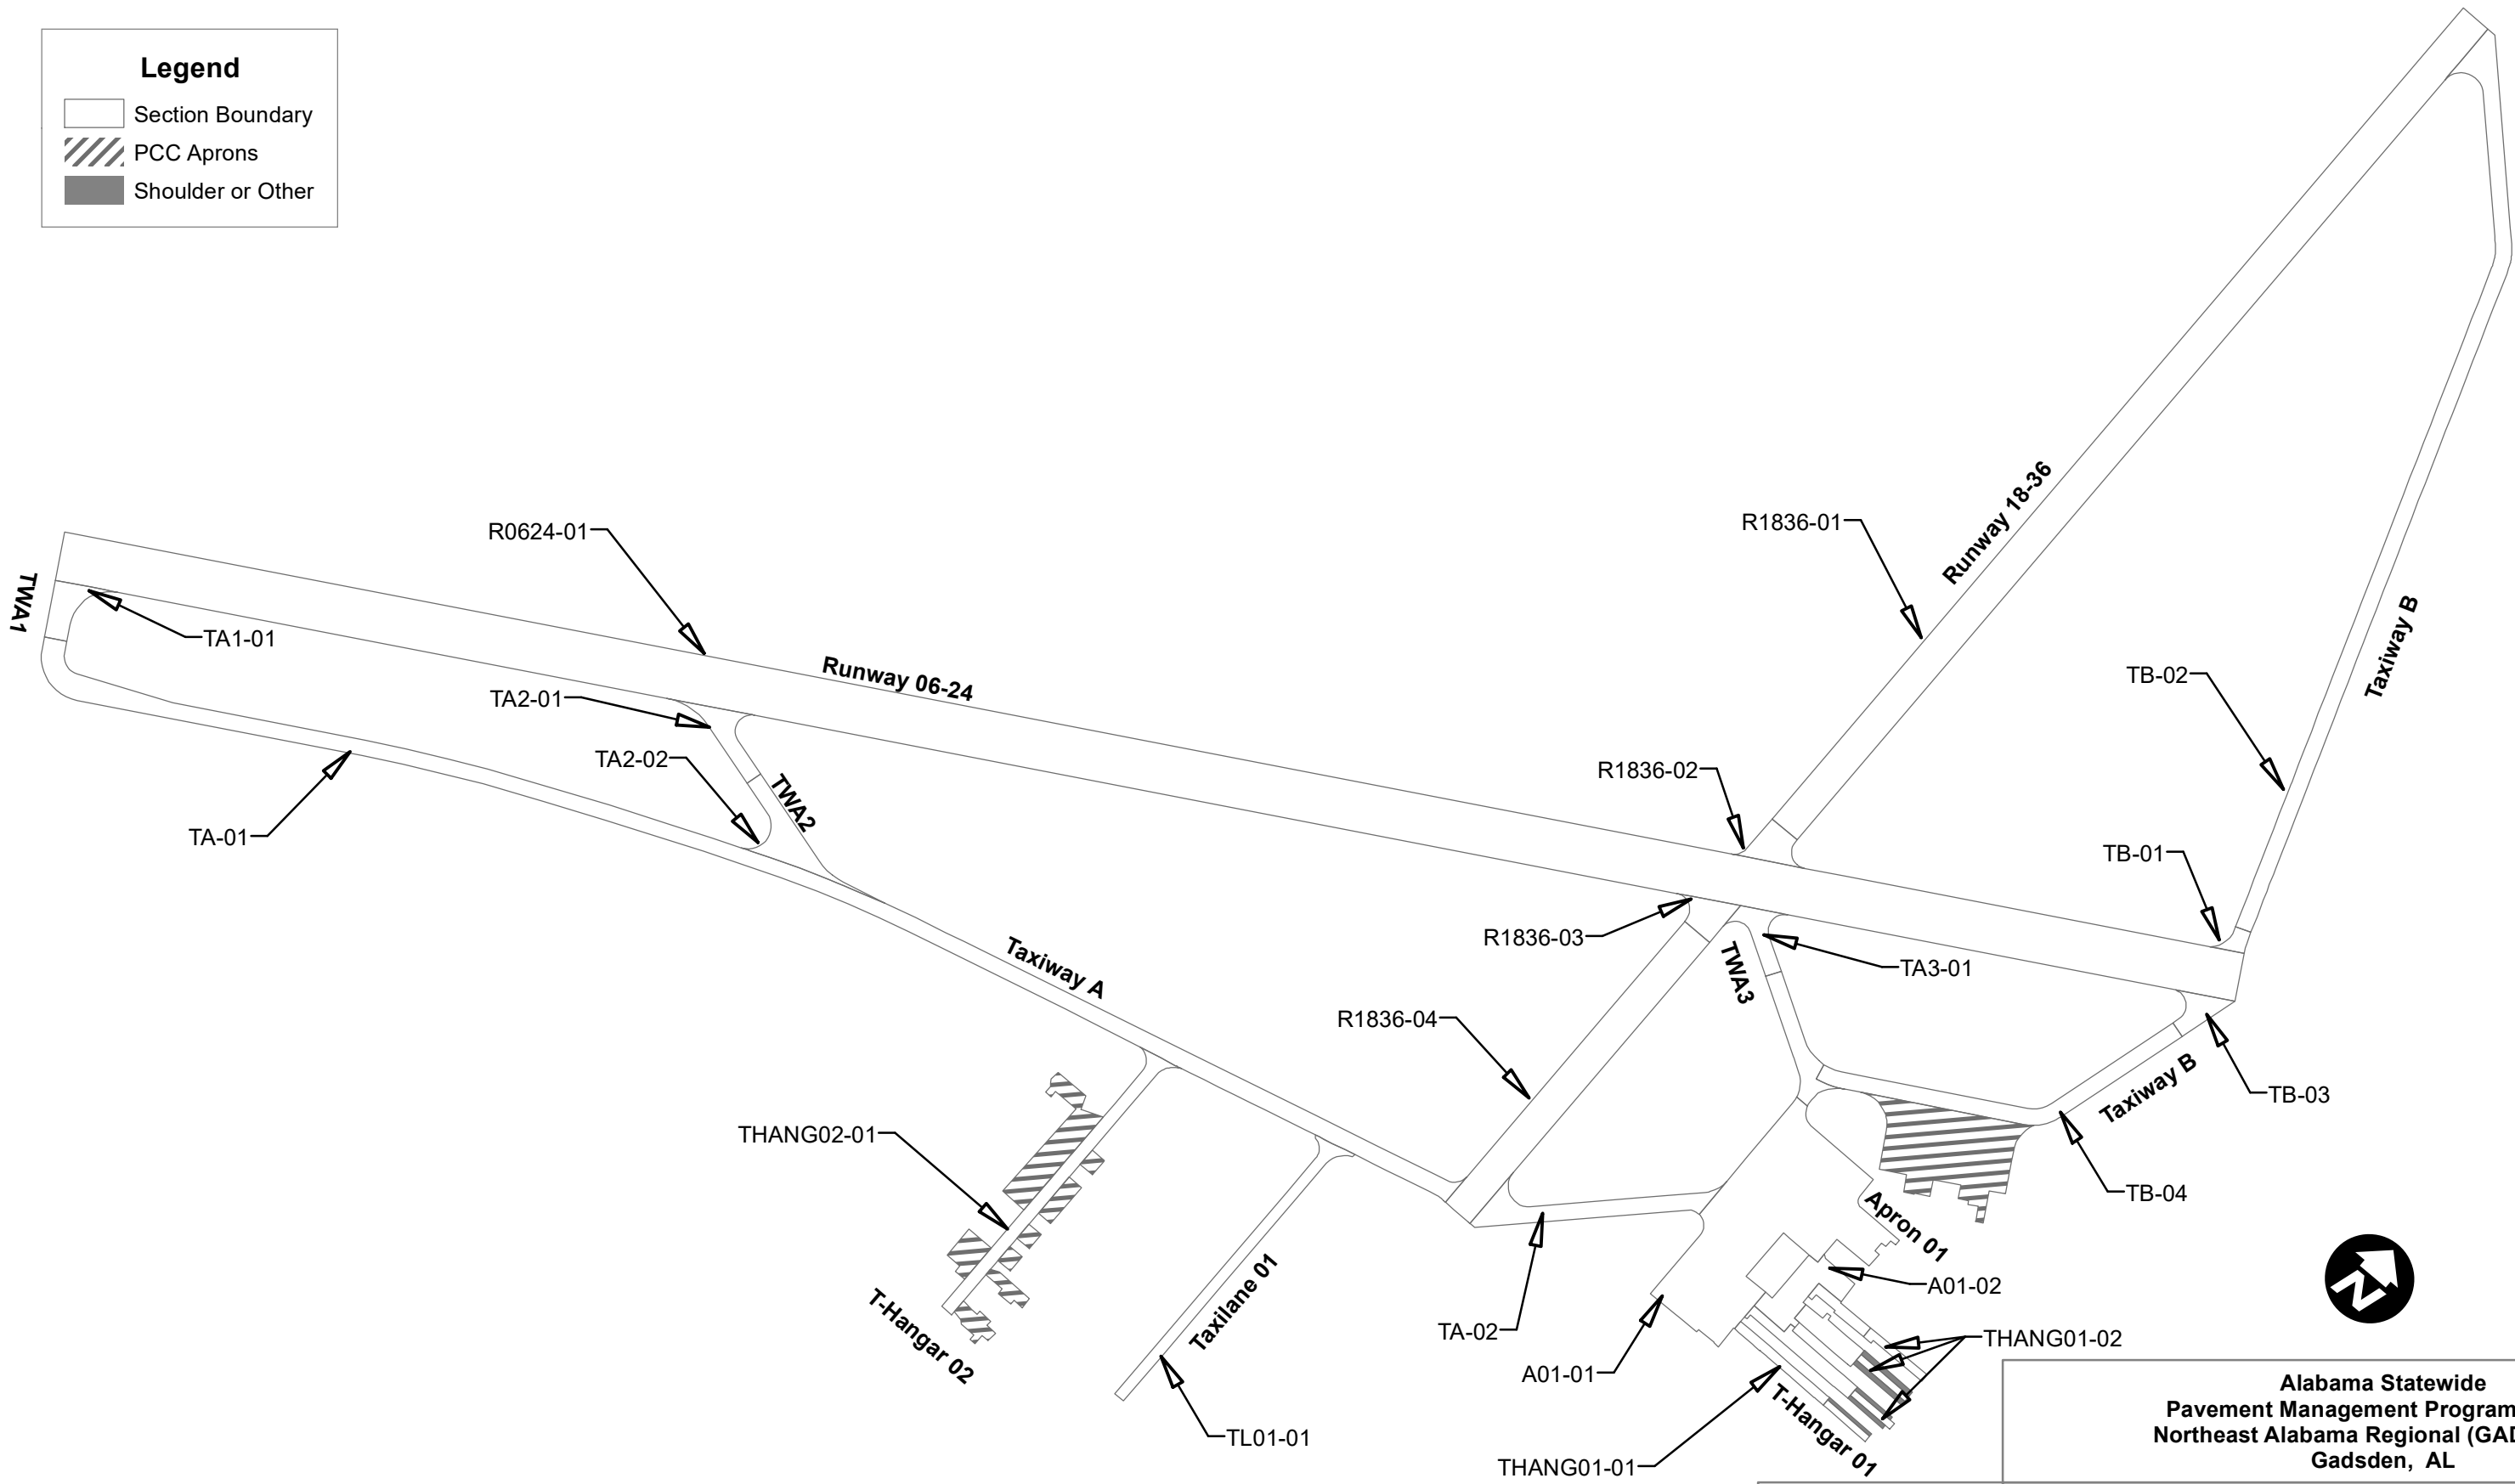 Legend
Section Boundary
PCC Aprons
Shoulder or Other
R0624-01
R1836-01
Runway 18-36
TWA1
TA1-01
Runway 06-24
TA2-01
TB-02
Taxiway B
TA2-02
TWA2
R1836-02
TA-01
TB-01
R1836-03
Taxiway A
TWA3
TA3-01
R1836-04
TB-03
Taxiway B
THANG02-01
TB-04
Apron 01
N
A01-02
Taxilane 01
T-Hangar 02
TA-02
THANG01-02
A01-01
T-Hangar 01
TL01-01
THANG01-01
Alabama Statewide
Pavement Management Program
Northeast Alabama Regional (GAD
Gadsden, AL